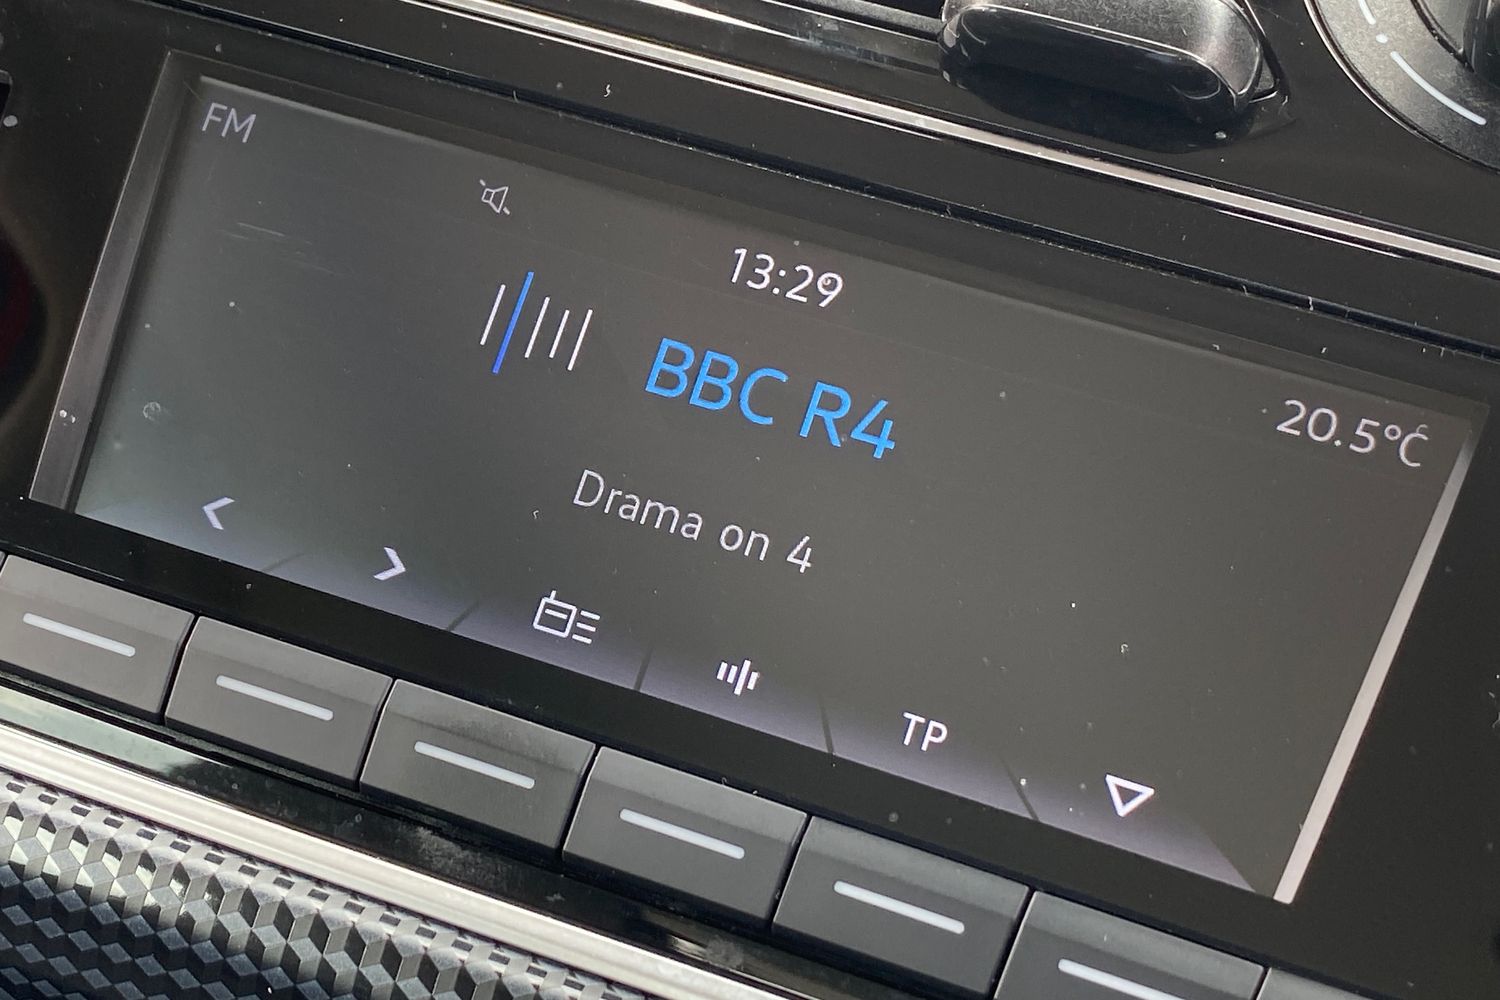 FM
13:29
BBC R4
20.5°C
Drama on 4
TP